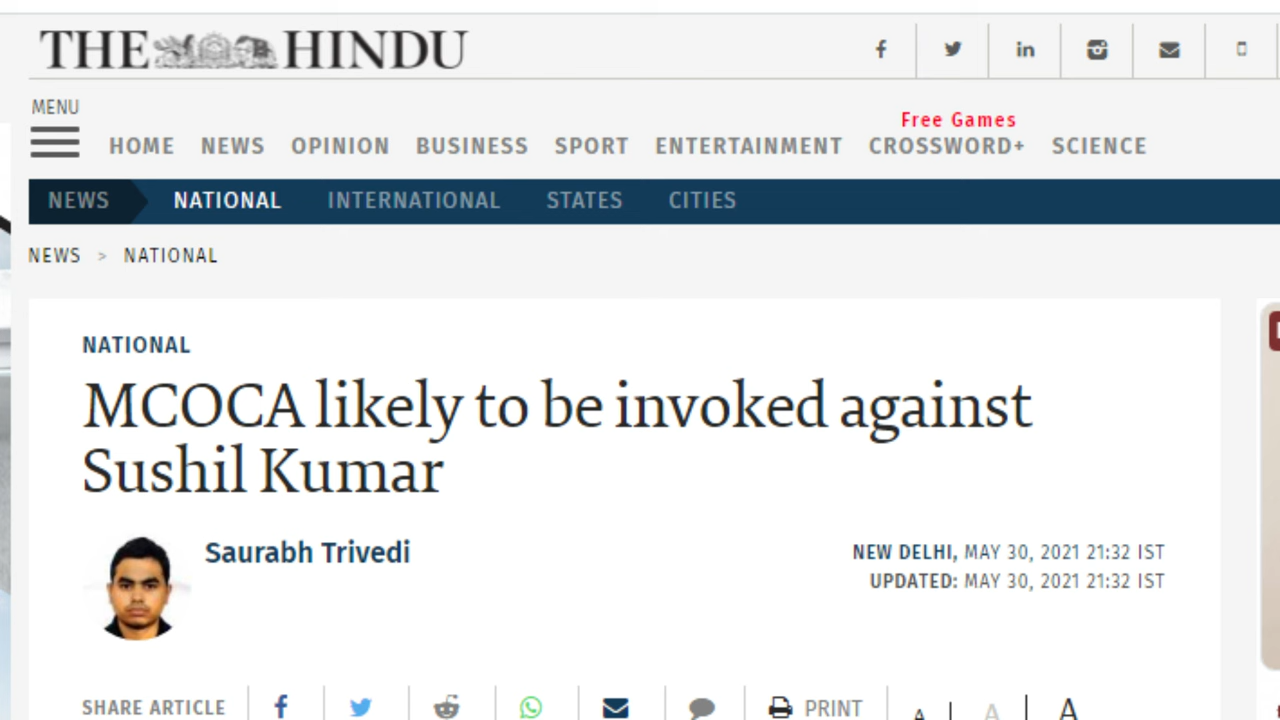 THE HINDU
MENU
Free Games
HOME NEWS OPINION BUSINESS SPORT ENTERTAINMENT CROSSWORD+ SCIENCE
NEWS NATIONAL INTERNATIONAL STATES CITIES
NEWS > NATIONAL
NATIONAL
MCOCA likely to be invoked against
Sushil Kumar
Saurabh Trivedi
NEW DELHI, MAY 30, 2021 21:32 IST
UPDATED: MAY 30, 2021 21:32 IST
SHARE ARTICLE PRINT A | A | A